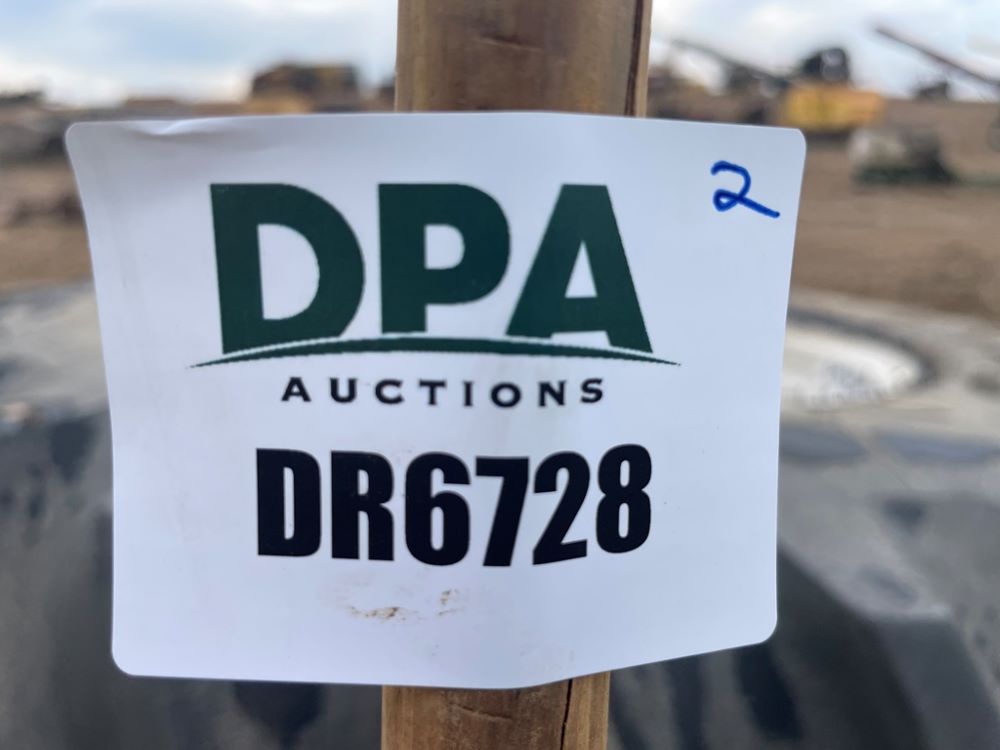 2
DPA
AUCTIONS
DR6728